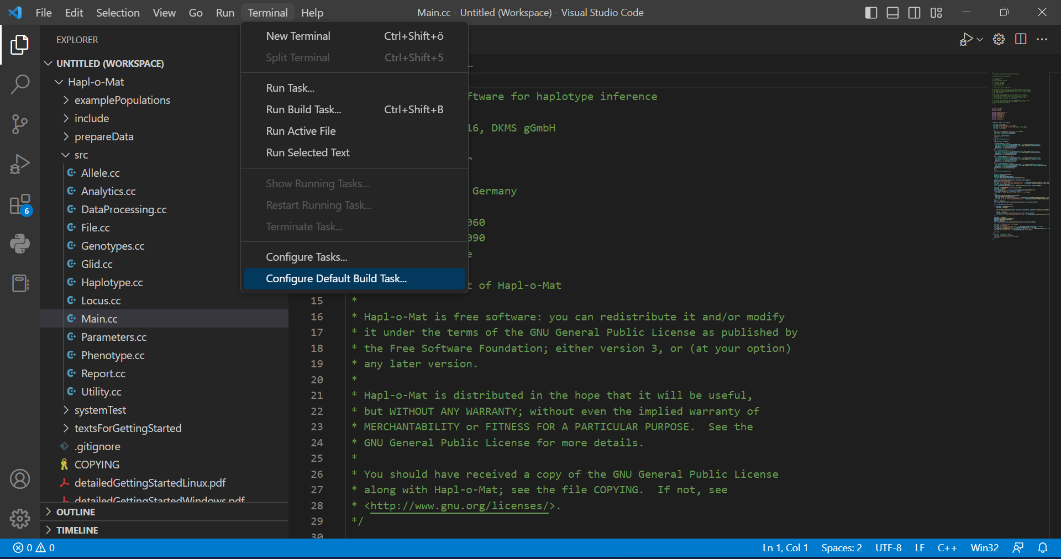 File Edit Selection View Go Run Terminal Help
Main.cc - Untitled (Workspace) - Visual Studio Code
EXPLORER
UNTITLED (WORKSPACE)
Hapl-o-Mat
examplePopulations
include
prepareData
src
Allele.cc
Analytics.cc
DataProcessing.cc
File.cc
Genotypes.cc
Glid.cc
Haplotype.cc
Locus.cc
Main.cc
Parameters.cc
Phenotype.cc
Report.cc
Utility.cc
systemTest
textsForGettingStarted
.gitignore
COPYING
detailedGettingStartedLinux.pdf
detailedGettingStartedWindows.pdf
OUTLINE
TIMELINE
6
New Terminal Ctrl+Shift+ö
Split Terminal Ctrl+Shift+5
Run Task...
Run Build Task... Ctrl+Shift+B
Run Active File
Run Selected Text
Show Running Tasks...
Restart Running Task...
Terminate Task...
Configure Tasks...
Configure Default Build Task...
ftware for haplotype inference
16, DKMS gGmbH
Germany
060
090
e
t of Hapl-o-Mat
15 *
16 * Hapl-o-Mat is free software: you can redistribute it and/or modify
17 * it under the terms of the GNU General Public License as published by
18 * the Free Software Foundation; either version 3, or (at your option)
19 * any later version.
20 *
21 * Hapl-o-Mat is distributed in the hope that it will be useful,
22 * but WITHOUT ANY WARRANTY; without even the implied warranty of
23 * MERCHANTABILITY or FITNESS FOR A PARTICULAR PURPOSE.  See the
24 * GNU General Public License for more details.
25 *
26 * You should have received a copy of the GNU General Public License
27 * along with Hapl-o-Mat; see the file COPYING.  If not, see
28 * <http://www.gnu.org/licenses/>.
29 */
30
0 0
Ln 1, Col 1 Spaces: 2 UTF-8 LF C++ Win32